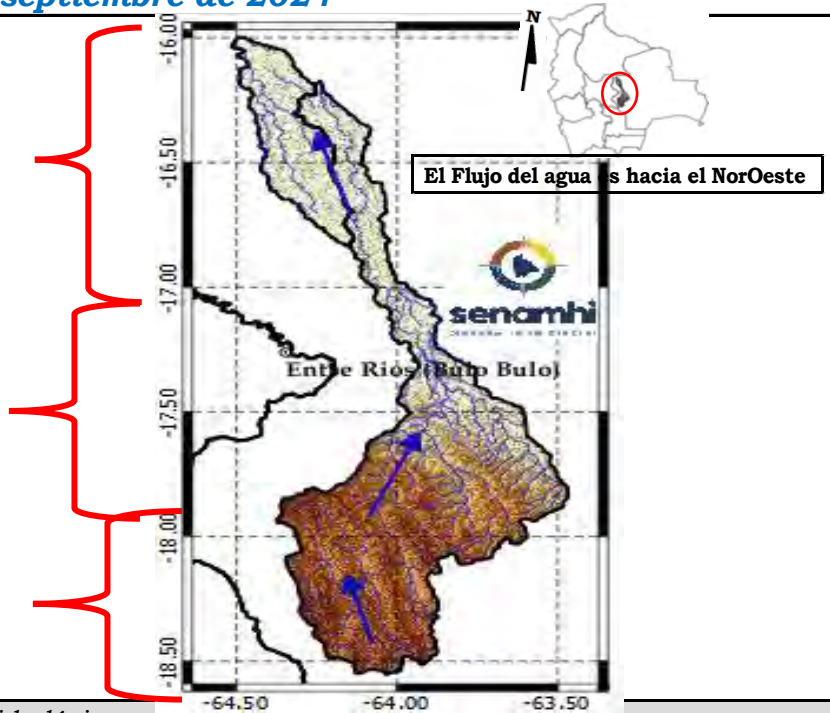 septiembre de 2024
N
El Flujo del agua es hacia el NorOeste
senamhi
Entre Rios (Bulo Bulo)
-16.00
-16.50
-17.00
-17.50
-18.00
-18.50
-64.50
-64.00
-63.50